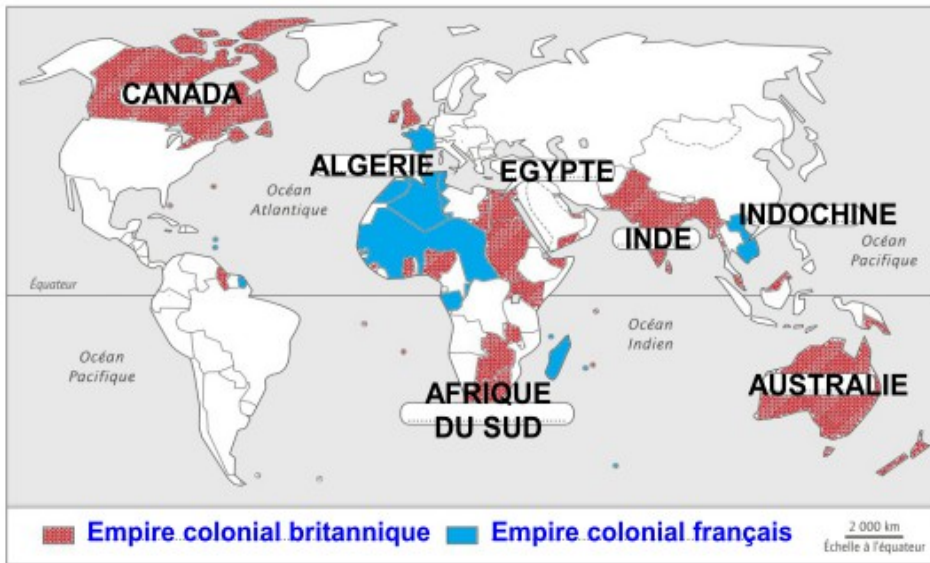 CANADA
ALGERIE
EGYPTE
Océan
Atlantique
INDOCHINE
INDE
Océan
Pacifique
Équateur
Océan
Pacifique
Océan
Indien
AFRIQUE
DU SUD
AUSTRALIE
Empire colonial britannique
Empire colonial français
2 000 km
Échelle à l'équateur